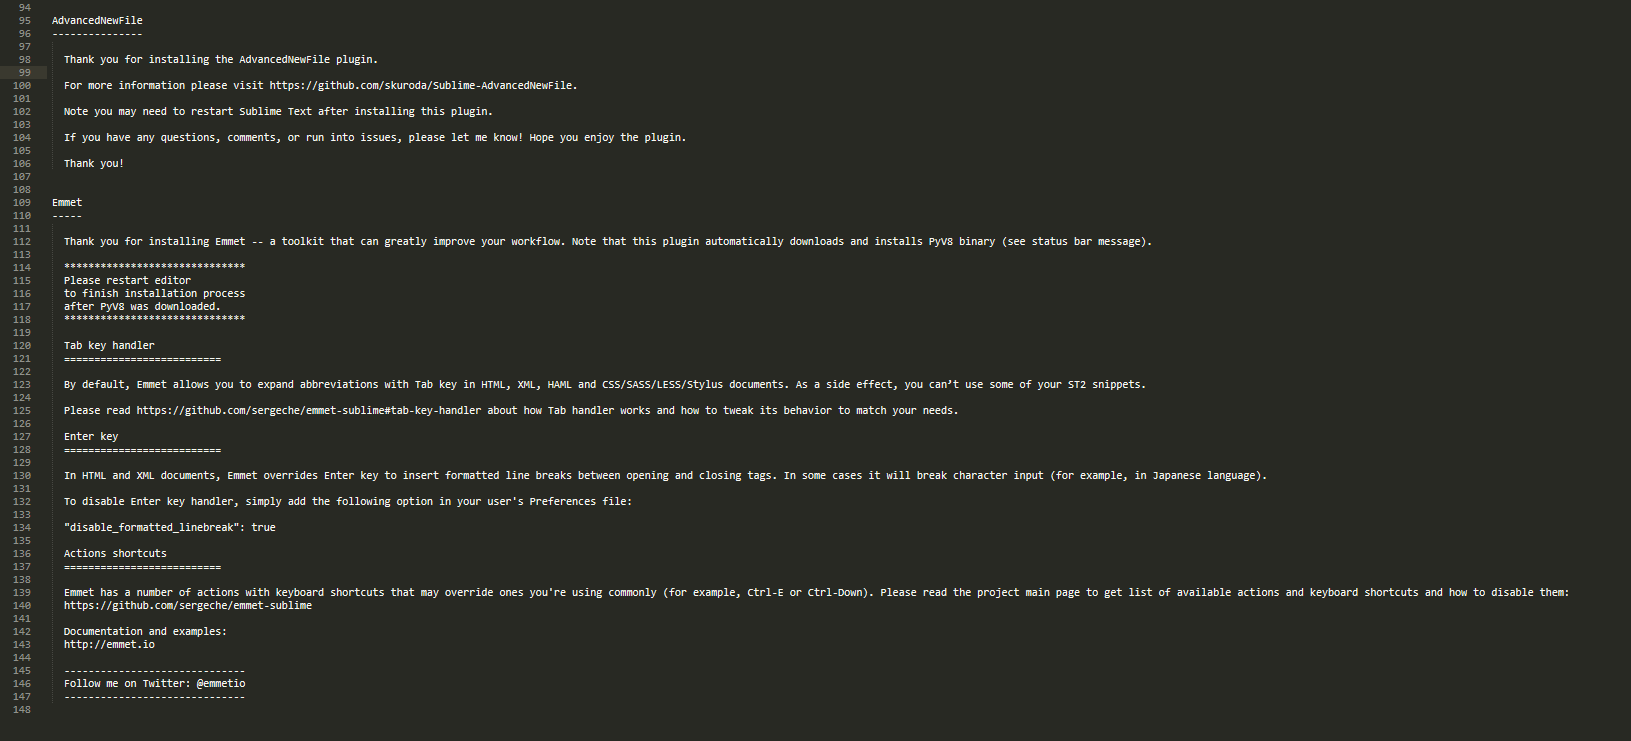 94
95 AdvancedNewFile
96 ---------------
97
98 Thank you for installing the AdvancedNewFile plugin.
99
100 For more information please visit https://github.com/skuroda/Sublime-AdvancedNewFile.
101
102 Note you may need to restart Sublime Text after installing this plugin.
103
104 If you have any questions, comments, or run into issues, please let me know! Hope you enjoy the plugin.
105
106 Thank you!
107
108
109 Emmet
110 -----
111
112 Thank you for installing Emmet -- a toolkit that can greatly improve your workflow. Note that this plugin automatically downloads and installs PyV8 binary (see status bar message).
113
114 ******************************
115 Please restart editor
116 to finish installation process
117 after PyV8 was downloaded.
118 ******************************
119
120 Tab key handler
121 ==========================
122
123 By default, Emmet allows you to expand abbreviations with Tab key in HTML, XML, HAML and CSS/SASS/LESS/Stylus documents. As a side effect, you can’t use some of your ST2 snippets.
124
125 Please read https://github.com/sergeche/emmet-sublime#tab-key-handler about how Tab handler works and how to tweak its behavior to match your needs.
126
127 Enter key
128 ==========================
129
130 In HTML and XML documents, Emmet overrides Enter key to insert formatted line breaks between opening and closing tags. In some cases it will break character input (for example, in Japanese language).
131
132 To disable Enter key handler, simply add the following option in your user's Preferences file:
133
134 "disable_formatted_linebreak": true
135
136 Actions shortcuts
137 ==========================
138
139 Emmet has a number of actions with keyboard shortcuts that may override ones you're using commonly (for example, Ctrl-E or Ctrl-Down). Please read the project main page to get list of available actions and keyboard shortcuts and how to disable them:
140 https://github.com/sergeche/emmet-sublime
141
142 Documentation and examples:
143 http://emmet.io
144
145 ------------------------------
146 Follow me on Twitter: @emmetio
147 ------------------------------
148